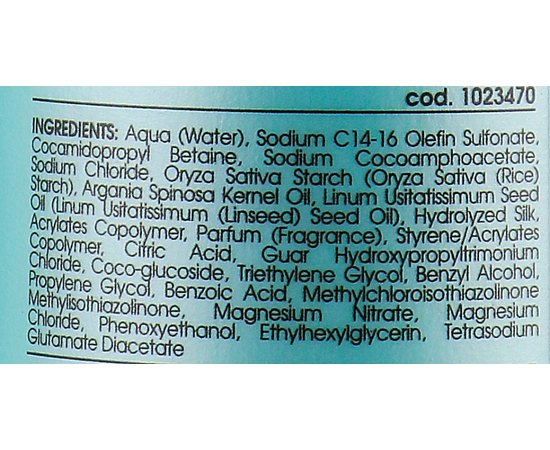 cod. 1023470
INGREDIENTS: Aqua (Water), Sodium C14-16 Olefin Sulfonate,
Cocamidopropyl Betaine, Sodium Cocoamphoacetate,
Sodium Chloride, Oryza Sativa Starch (Oryza Sativa (Rice)
Starch), Argania Spinosa Kernel Oil, Linum Usitatissimum Seed
Oil (Linum Usitatissimum (Linseed) Seed Oil), Hydrolyzed Silk,
Acrylates Copolymer, Parfum (Fragrance), Styrene/Acrylates
Copolymer, Citric Acid, Guar Hydroxypropyltrimonium
Chloride, Coco-glucoside, Triethylene Glycol, Benzyl Alcohol,
Propylene Glycol, Benzoic Acid, Methylchloroisothiazolinone
Methylisothiazolinone, Magnesium Nitrate, Magnesium
Chloride, Phenoxyethanol, Ethylhexylglycerin, Tetrasodium
Glutamate Diacetate